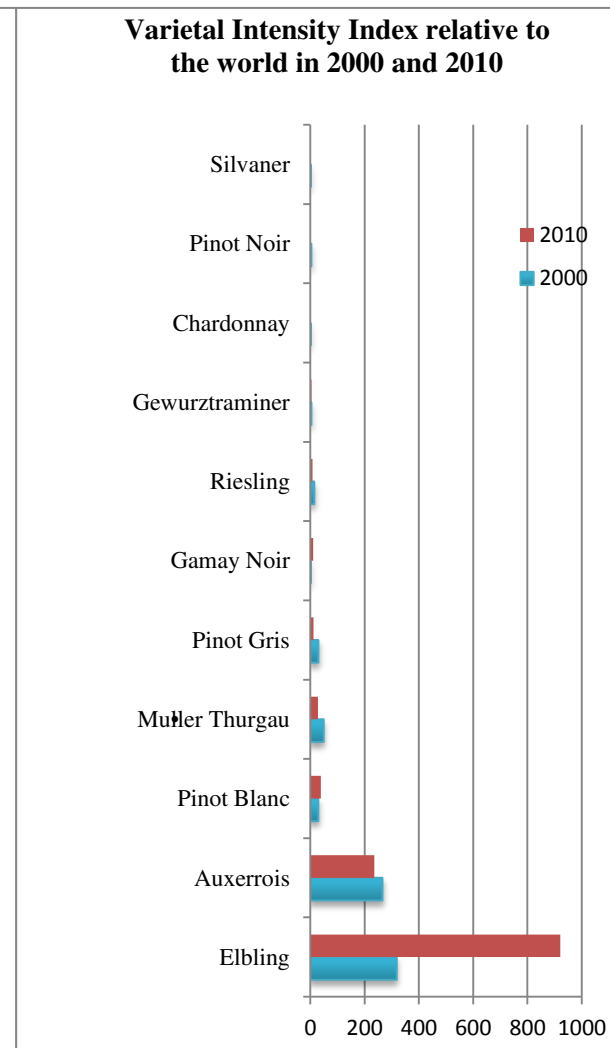 Varietal Intensity Index relative to
the world in 2000 and 2010
Silvaner
Pinot Noir
2010
2000
Chardonnay
Gewurztraminer
Riesling
Gamay Noir
Pinot Gris
Muller Thurgau
Pinot Blanc
Auxerrois
Elbling
0 200 400 600 800 1000